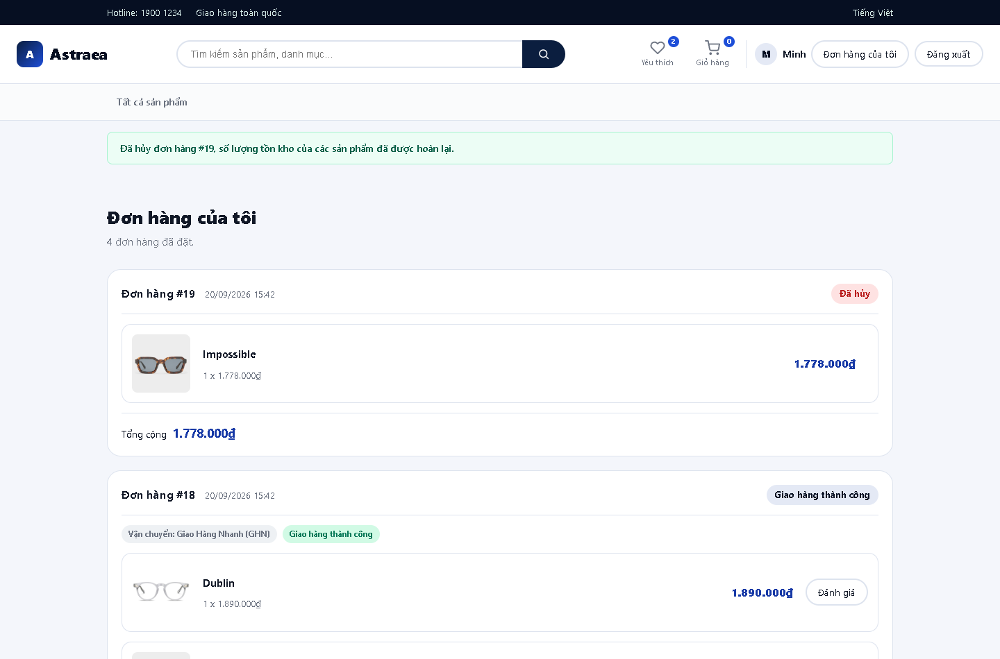 Hotline: 1900 1234 Giao hàng toàn quốc Tiếng Việt
A Astraea
Tìm kiếm sản phẩm, danh mục...
2
Yêu thích
0
Giỏ hàng
M Minh
Đơn hàng của tôi
Đăng xuất
Tất cả sản phẩm
Đã hủy đơn hàng #19, số lượng tồn kho của các sản phẩm đã được hoàn lại.
Đơn hàng của tôi
4 đơn hàng đã đặt.
Đơn hàng #19 20/09/2026 15:42 Đã hủy
Impossible
1 x 1.778.000₫
1.778.000₫
Tổng cộng 1.778.000₫
Đơn hàng #18 20/09/2026 15:42 Giao hàng thành công
Vận chuyển: Giao Hàng Nhanh (GHN) Giao hàng thành công
Dublin
1 x 1.890.000₫
1.890.000₫ Đánh giá